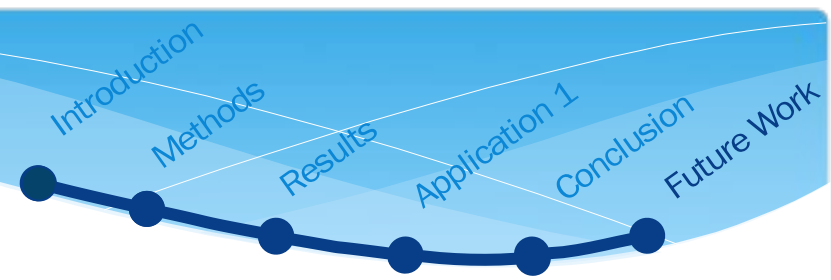 Introduction
Methods
Results
Application 1
Conclusion
Future Work